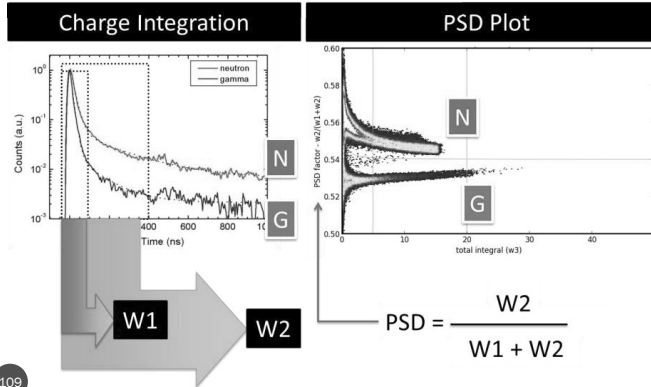 Charge Integration
PSD Plot
Counts (a.u.)
10⁰
10⁻¹
10⁻²
10⁻³
neutron
gamma
N
G
400
600
800
Time (ns)
PSD factor - w2/(w1+w2)
0.60
0.58
0.56
0.54
0.52
0.50
N
G
0
10
20
30
40
total integral (w3)
W1
W2
PSD =
W2
W1 + W2
109